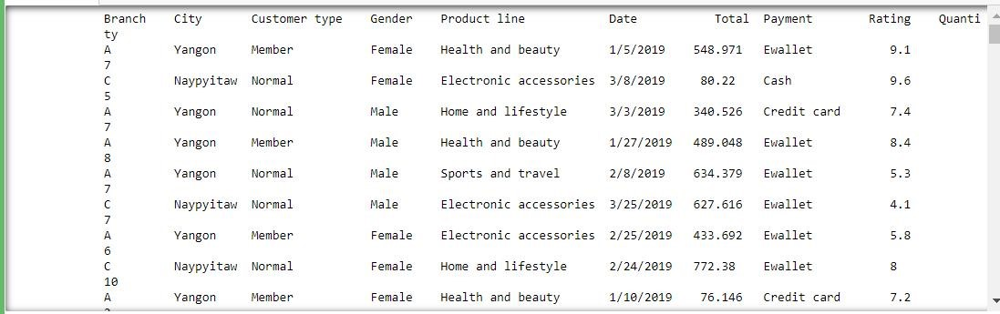 Branch City Customer type Gender Product line Date Total Payment Rating Quanti
ty
A Yangon Member Female Health and beauty 1/5/2019 548.971 Ewallet 9.1
7
C Naypyitaw Normal Female Electronic accessories 3/8/2019 80.22 Cash 9.6
5
A Yangon Normal Male Home and lifestyle 3/3/2019 340.526 Credit card 7.4
7
A Yangon Member Male Health and beauty 1/27/2019 489.048 Ewallet 8.4
8
A Yangon Normal Male Sports and travel 2/8/2019 634.379 Ewallet 5.3
7
C Naypyitaw Normal Male Electronic accessories 3/25/2019 627.616 Ewallet 4.1
7
A Yangon Member Female Electronic accessories 2/25/2019 433.692 Ewallet 5.8
6
C Naypyitaw Normal Female Home and lifestyle 2/24/2019 772.38 Ewallet 8
10
A Yangon Member Female Health and beauty 1/10/2019 76.146 Credit card 7.2